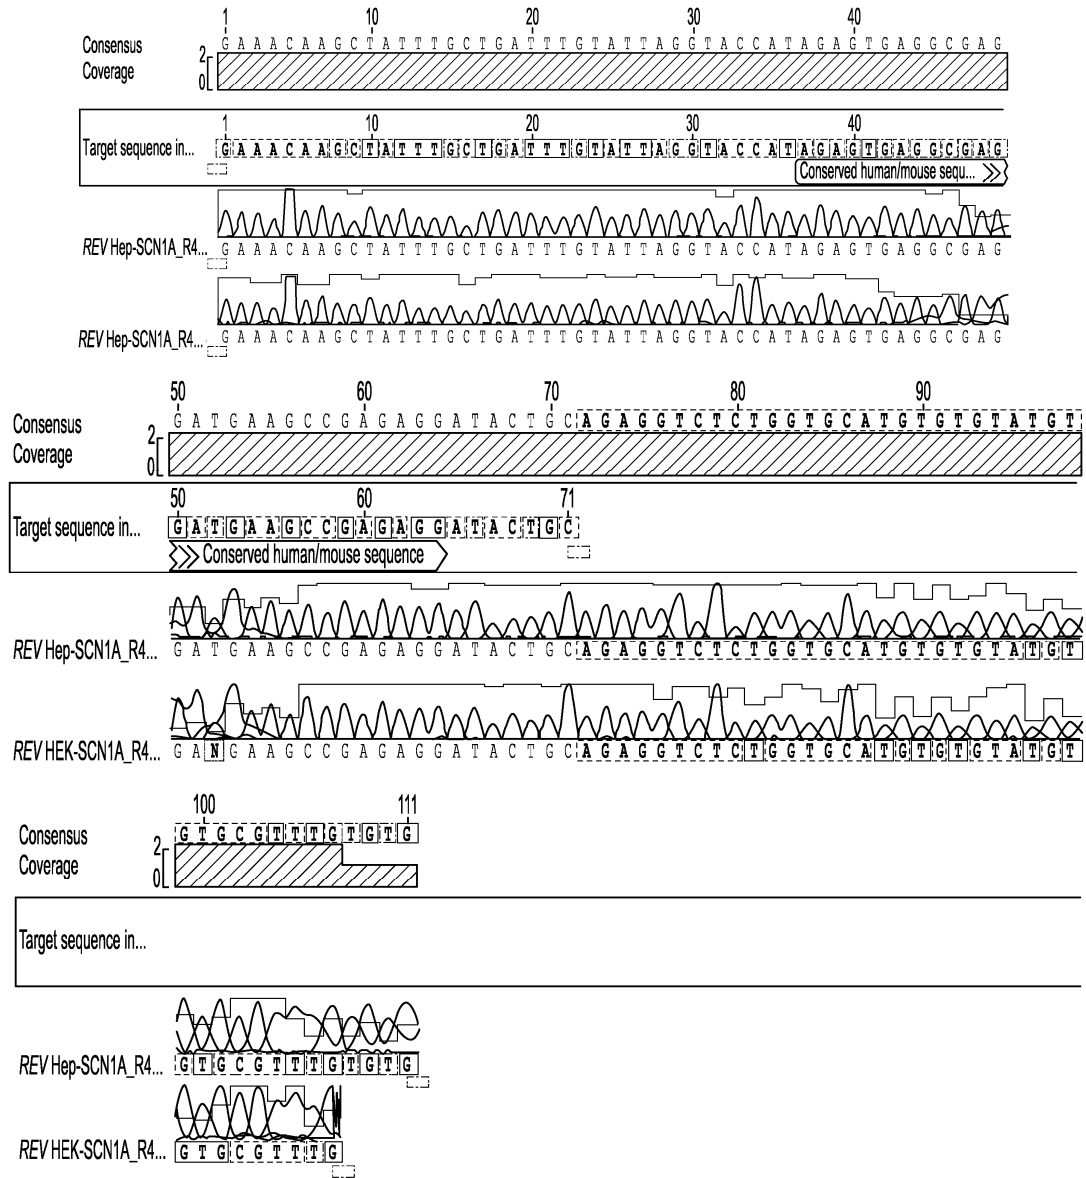 1 10 20 30 40
Consensus G A A A C A A G C T A T T T G C T G A T T T G T A T T A G G T A C C A T A G A G T G A G G C G A G
Coverage 2
0
1 10 20 30 40
Target sequence in... G A A A C A A G C T A T T T G C T G A T T T G T A T T A G G T A C C A T A G A G T G A G G C G A G
Conserved human/mouse sequ...
REV Hep-SCN1A_R4... G A A A C A A G C T A T T T G C T G A T T T G T A T T A G G T A C C A T A G A G T G A G G C G A G
REV Hep-SCN1A_R4... G A A A C A A G C T A T T T G C T G A T T T G T A T T A G G T A C C A T A G A G T G A G G C G A G
50 60 70 80 90
Consensus G A T G A A G C C G A G A G G A T A C T G C A G A G G T C T C T G G T G C A T G T G T G T A T G T
Coverage 2
0
50 60 71
Target sequence in... G A T G A A G C C G A G A G G A T A C T G C
Conserved human/mouse sequence
REV Hep-SCN1A_R4... G A T G A A G C C G A G A G G A T A C T G C A G A G G T C T C T G G T G C A T G T G T G T A T G T
REV HEK-SCN1A_R4... G A N G A A G C C G A G A G G A T A C T G C A G A G G T C T C T G G T G C A T G T G T G T A T G T
100 111
Consensus G T G C G T T T G T G T G
Coverage 2
0
Target sequence in...
REV Hep-SCN1A_R4... G T G C G T T T G T G T G
REV HEK-SCN1A_R4... G T G C G T T T G